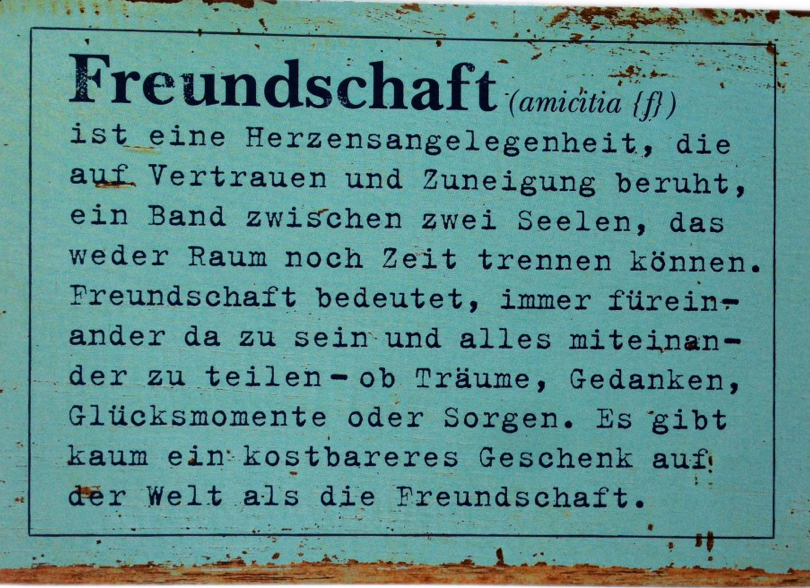 Freundschaft (amicitia {f})
ist eine Herzensangelegenheit, die
auf Vertrauen und Zuneigung beruht,
ein Band zwischen zwei Seelen, das
weder Raum noch Zeit trennen können.
Freundschaft bedeutet, immer fürein-
ander da zu sein und alles miteinan-
der zu teilen – ob Träume, Gedanken,
Glücksmomente oder Sorgen. Es gibt
kaum ein kostbareres Geschenk auf
der Welt als die Freundschaft.